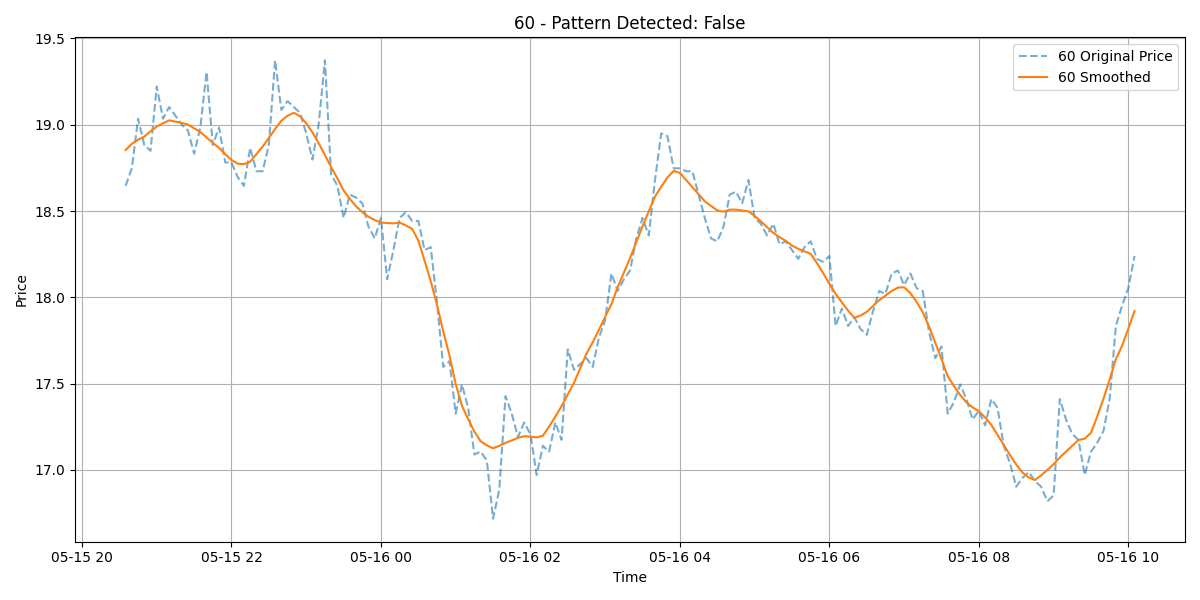 60 - Pattern Detected: False
60 Original Price
60 Smoothed
Price
19.5
19.0
18.5
18.0
17.5
17.0
05-15 20
05-15 22
05-16 00
05-16 02
05-16 04
05-16 06
05-16 08
05-16 10
Time